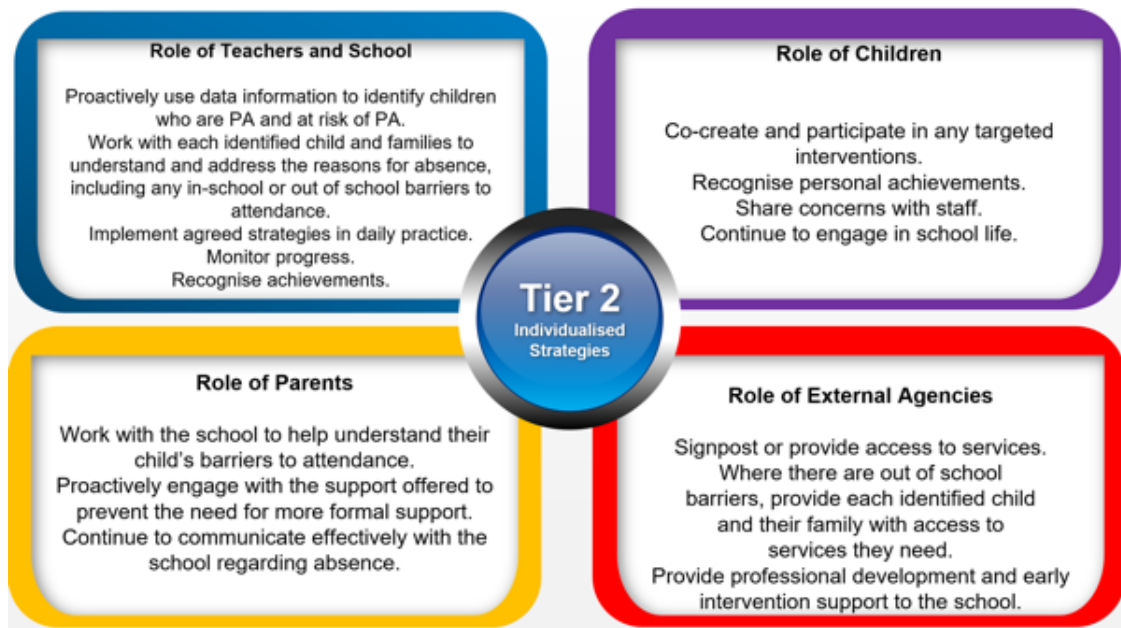 Role of Teachers and School
Proactively use data information to identify children
who are PA and at risk of PA.
Work with each identified child and families to
understand and address the reasons for absence,
including any in-school or out of school barriers to
attendance.
Implement agreed strategies in daily practice.
Monitor progress.
Recognise achievements.
Role of Children
Co-create and participate in any targeted
interventions.
Recognise personal achievements.
Share concerns with staff.
Continue to engage in school life.
Tier 2
Individualised
Strategies
Role of Parents
Work with the school to help understand their
child's barriers to attendance.
Proactively engage with the support offered to
prevent the need for more formal support.
Continue to communicate effectively with the
school regarding absence.
Role of External Agencies
Signpost or provide access to services.
Where there are out of school
barriers, provide each identified child
and their family with access to
services they need.
Provide professional development and early
intervention support to the school.